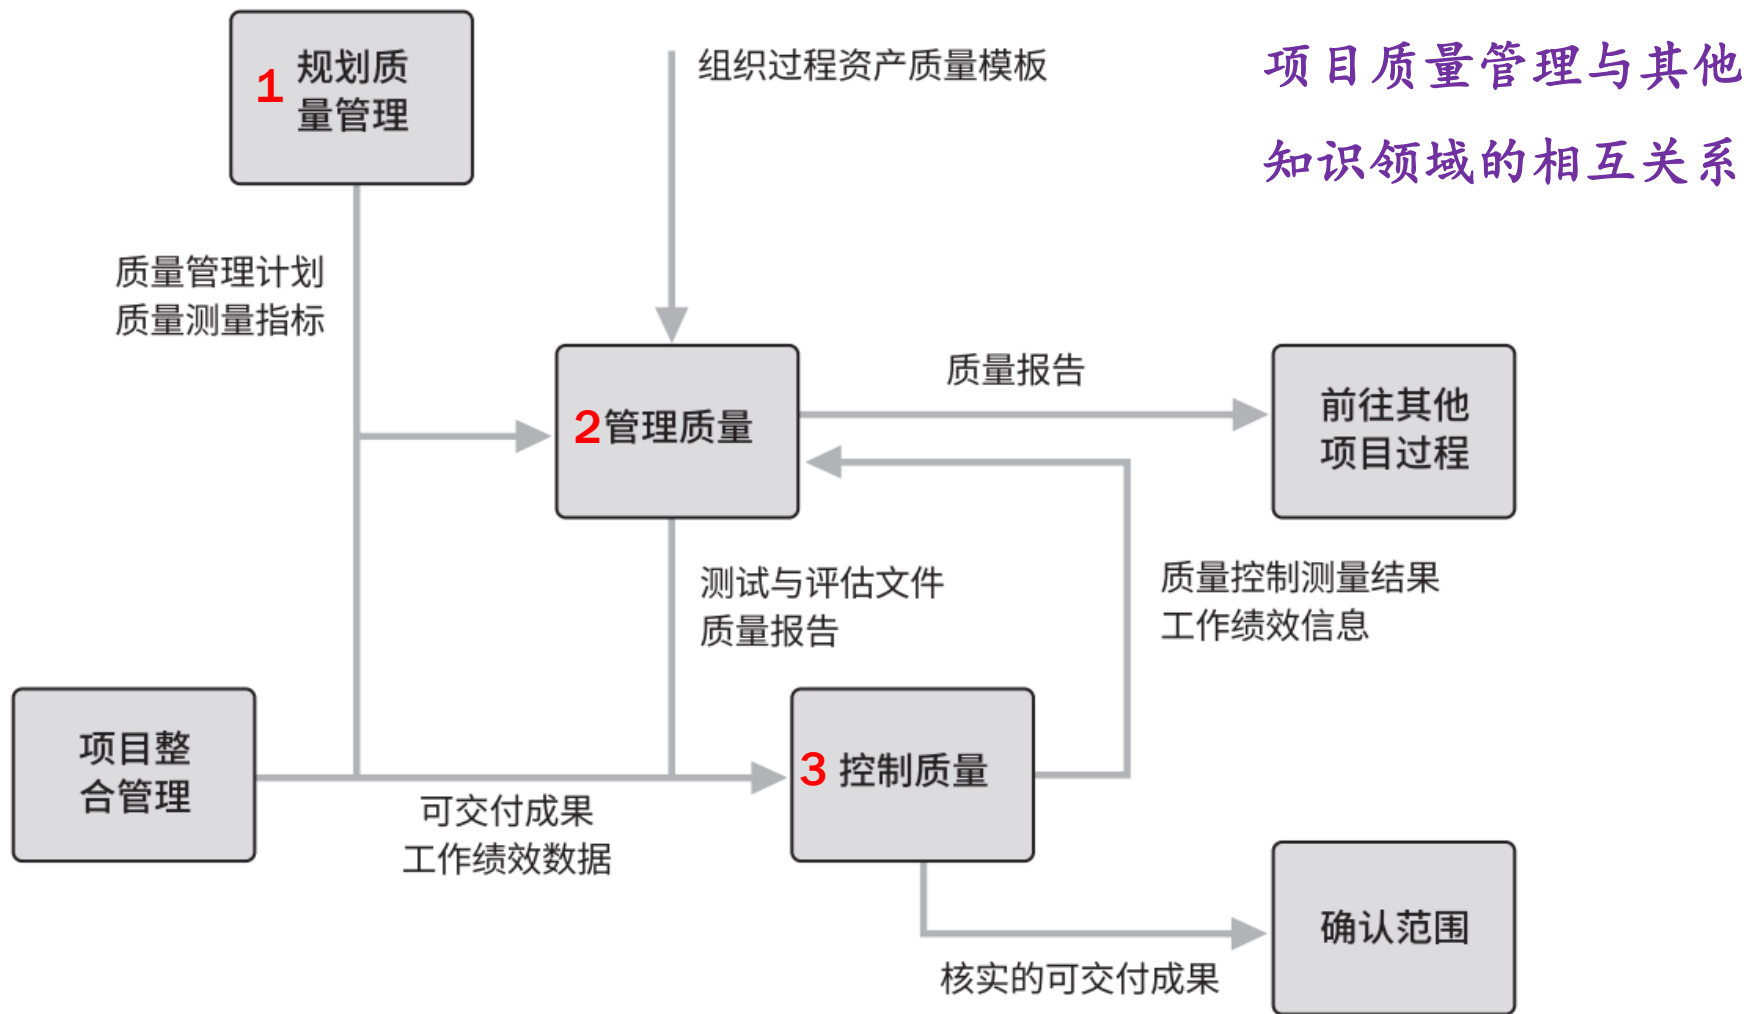 1 规划质
量管理
组织过程资产质量模板
项目质量管理与其他
知识领域的相互关系
质量管理计划
质量测量指标
2管理质量
质量报告
前往其他
项目过程
测试与评估文件
质量报告
质量控制测量结果
工作绩效信息
项目整
合管理
可交付成果
工作绩效数据
3 控制质量
核实的可交付成果
确认范围